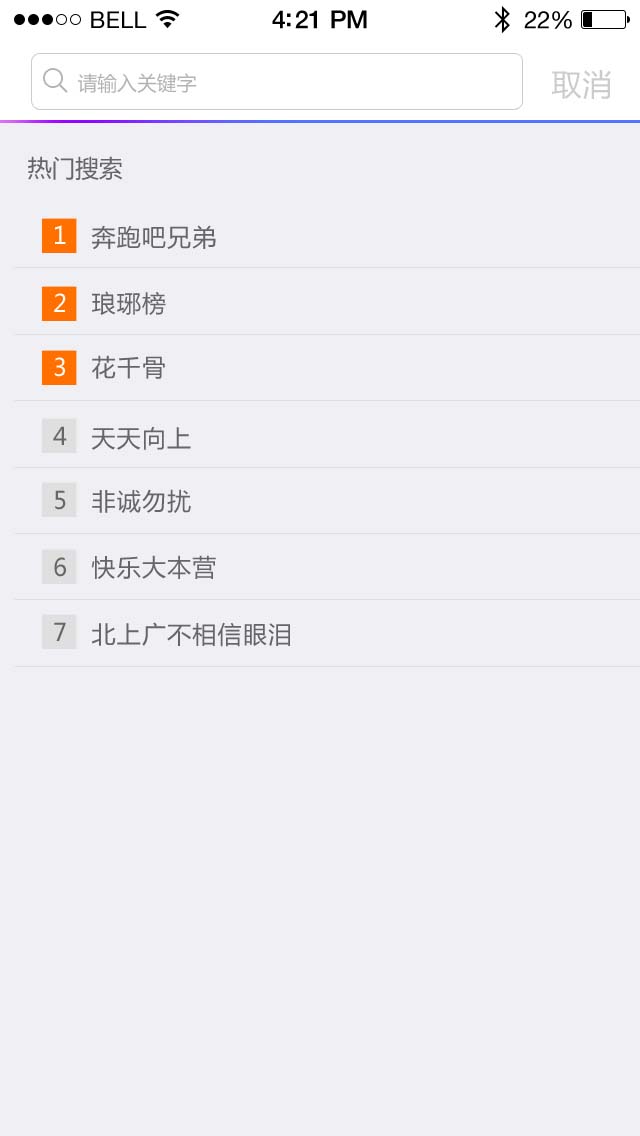 BELL 4:21 PM 22%
请输入关键字 取消
热门搜索
1 奔跑吧兄弟
2 琅琊榜
3 花千骨
4 天天向上
5 非诚勿扰
6 快乐大本营
7 北上广不相信眼泪